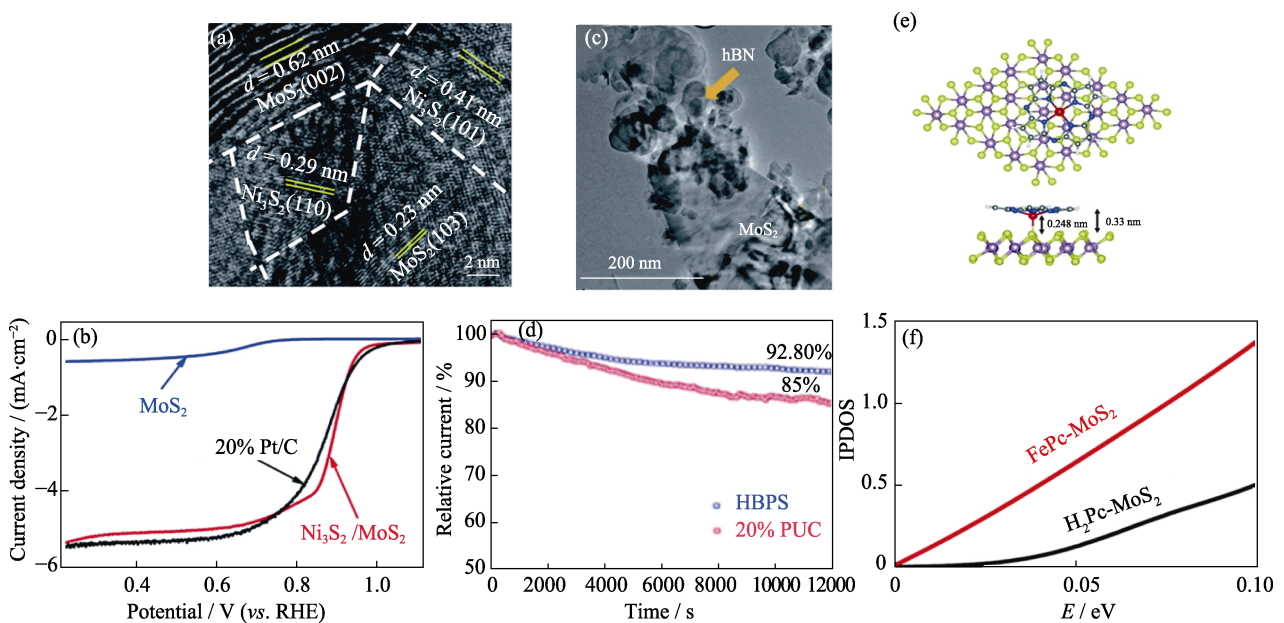 (a)
d = 0.62 nm
MoS₂(002)
d = 0.41 nm
Ni₃S₂(101)
d = 0.29 nm
Ni₃S₂(110)
d = 0.23 nm
MoS₂(103)
2 nm
(b)
0
−2
−4
−6
0.4
0.6
0.8
1.0
MoS₂
20% Pt/C
Ni₃S₂ /MoS₂
Current density / (mA·cm⁻²)
Potential / V (vs. RHE)
(c)
hBN
MoS₂
200 nm
(d)
100
90
80
70
60
50
0
2000
4000
6000
8000
10000
12000
92.80%
85%
HBPS
20% PUC
Relative current / %
Time / s
(e)
0.248 nm
0.33 nm
(f)
1.5
1.0
0.5
0
0
0.05
0.10
FePc-MoS₂
H₂Pc-MoS₂
IPDOS
E / eV